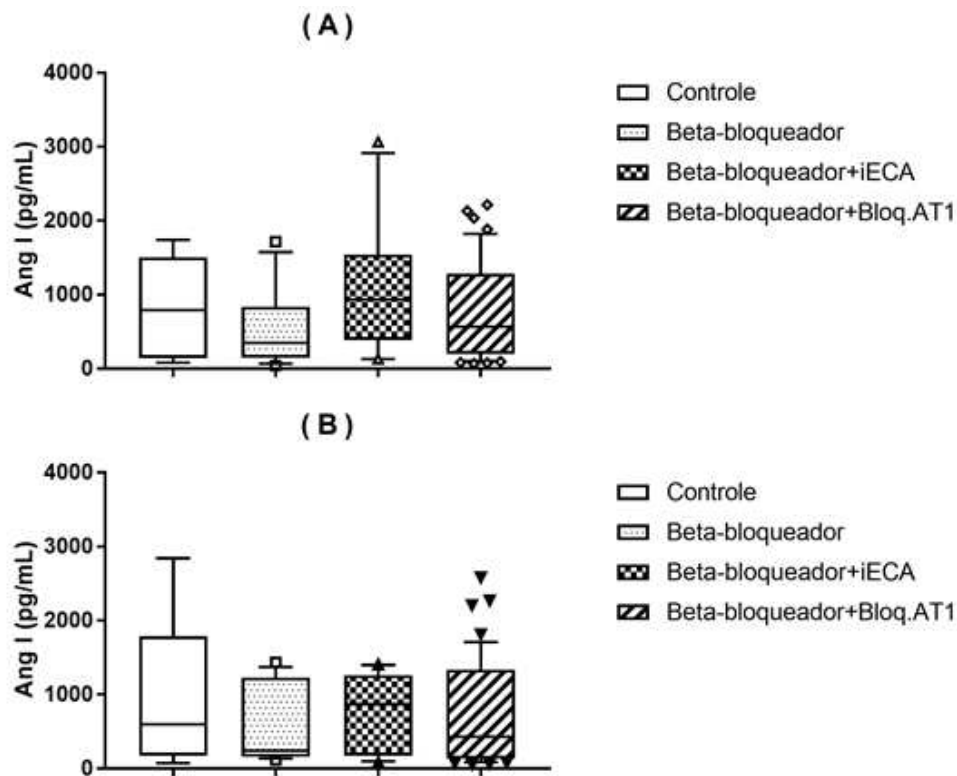 ( A )
4000
3000
2000
1000
0
Ang I (pg/mL)
Controle
Beta-bloqueador
Beta-bloqueador+iECA
Beta-bloqueador+Bloq.AT1
( B )
4000
3000
2000
1000
0
Ang I (pg/mL)
Controle
Beta-bloqueador
Beta-bloqueador+iECA
Beta-bloqueador+Bloq.AT1